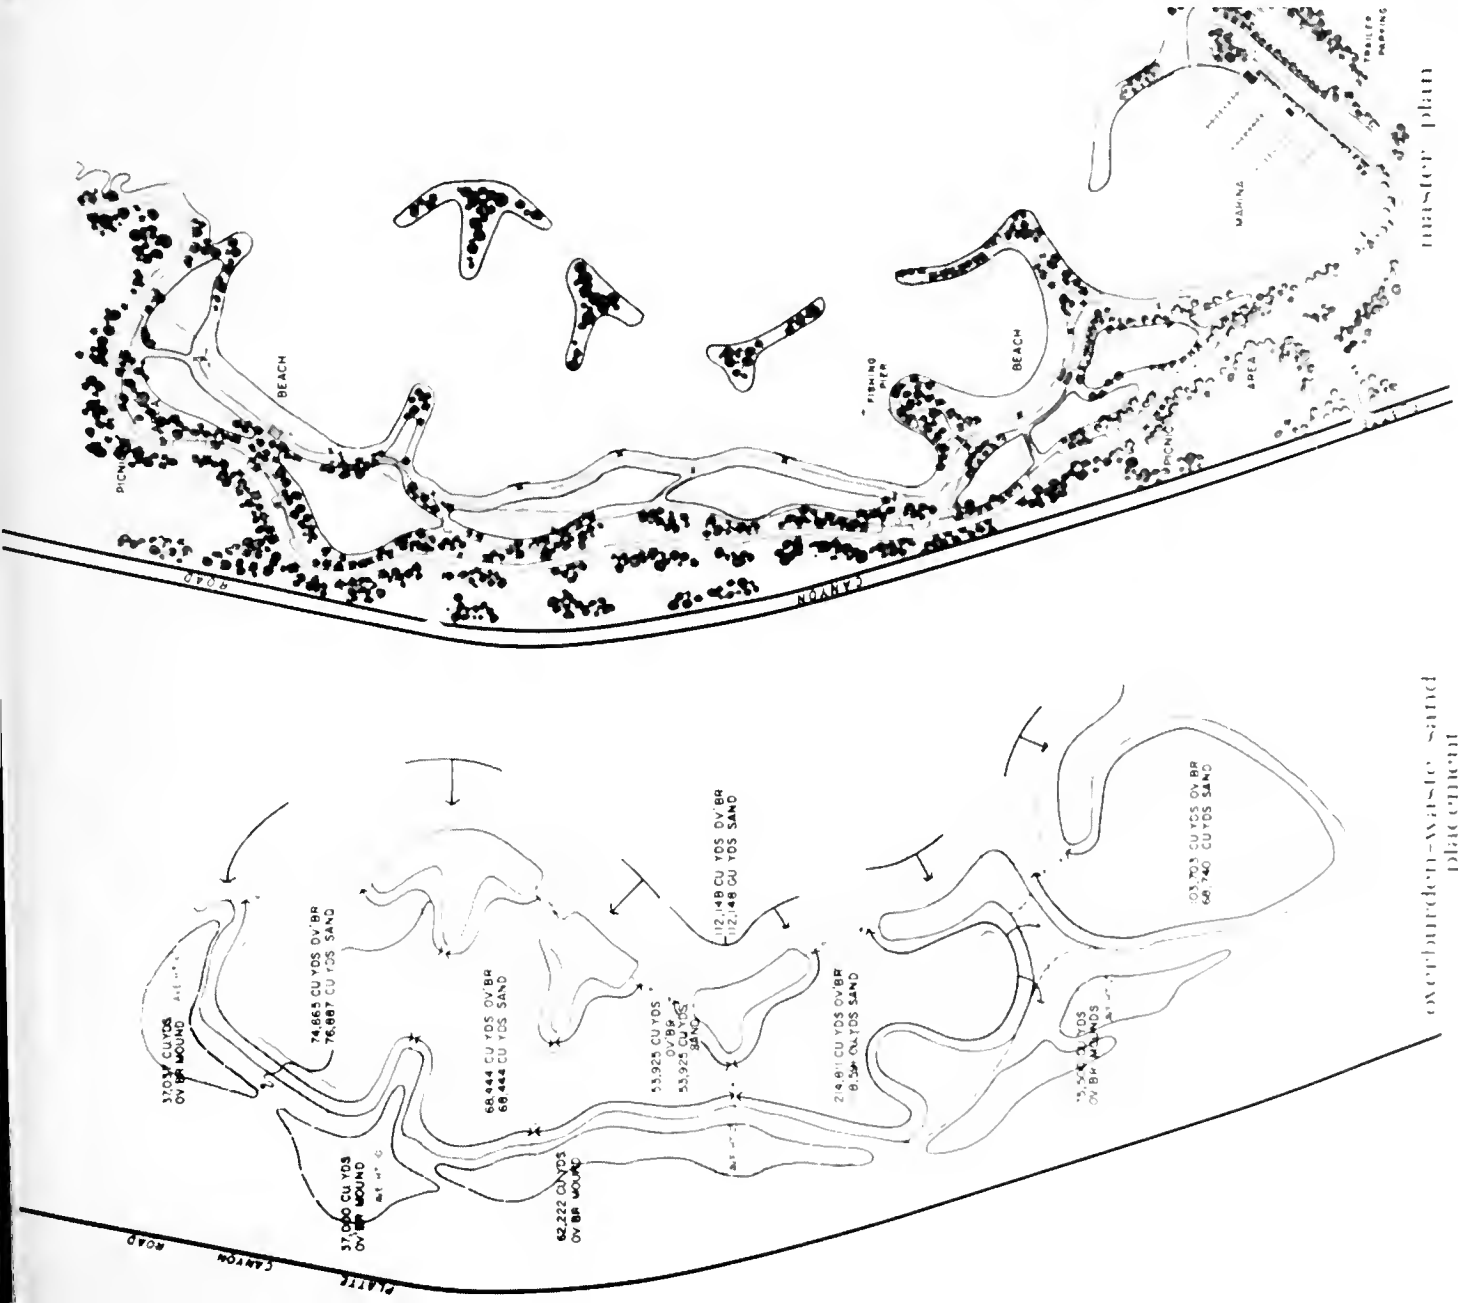 TRAILER
PARKING
MARINA
master plan
BEACH
BEACH
FISHING
PIER
AREA
PICNIC
PICNIC
CANYON
ROAD
112,148 CU YDS OV'BR
112,148 CU YDS SAND
103,703 CU YDS OV'BR
68,740 CU YDS SAND
overburden-waste sand
placement
74,665 CU YDS OV'BR
76,887 CU YDS SAND
37,037 CU.YDS
OV BR MOUND
68,444 CU YDS OV'BR
68,444 CU YDS SAND
53,925 CU YDS
OV'BR
53,925 CU YDS
SAND
214,811 CU YDS OV'BR
CU.YDS SAND
CU YDS
OV BR MOUNDS
37,000 CU YDS
OV'BR MOUND
62,222 CU YDS
OV BR MOUND
PLATTE
CANYON
ROAD